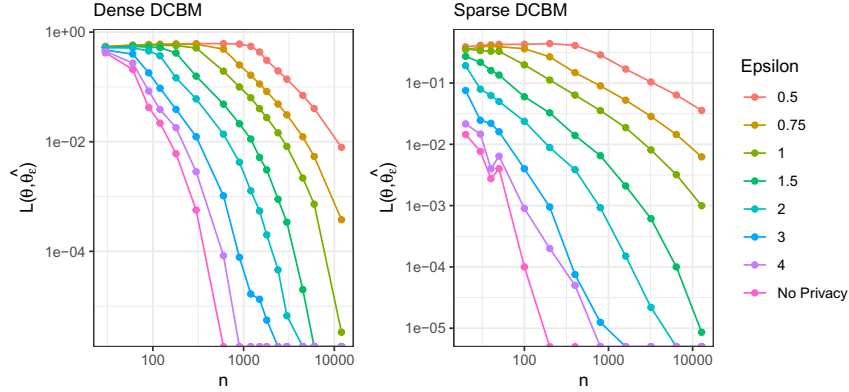 Dense DCBM
L(θ,θ̂ε)
1e+00
1e−02
1e−04
100
1000
10000
n
Sparse DCBM
L(θ,θ̂ε)
1e−01
1e−02
1e−03
1e−04
1e−05
100
1000
10000
n
Epsilon
0.5
0.75
1
1.5
2
3
4
No Privacy